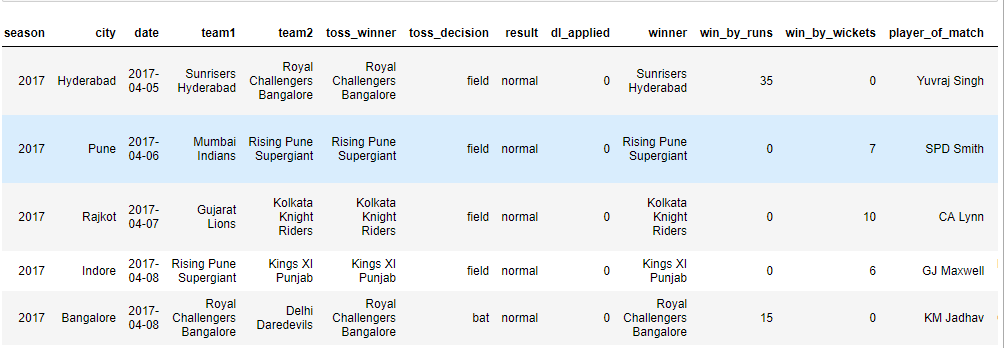 season city date team1 team2 toss_winner toss_decision result dl_applied winner win_by_runs win_by_wickets player_of_match
2017 Hyderabad 2017-04-05 Sunrisers Hyderabad Royal Challengers Bangalore Royal Challengers Bangalore field normal 0 Sunrisers Hyderabad 35 0 Yuvraj Singh
2017 Pune 2017-04-06 Mumbai Indians Rising Pune Supergiant Rising Pune Supergiant field normal 0 Rising Pune Supergiant 0 7 SPD Smith
2017 Rajkot 2017-04-07 Gujarat Lions Kolkata Knight Riders Kolkata Knight Riders field normal 0 Kolkata Knight Riders 0 10 CA Lynn
2017 Indore 2017-04-08 Rising Pune Supergiant Kings XI Punjab Kings XI Punjab field normal 0 Kings XI Punjab 0 6 GJ Maxwell
2017 Bangalore 2017-04-08 Royal Challengers Bangalore Delhi Daredevils Royal Challengers Bangalore bat normal 0 Royal Challengers Bangalore 15 0 KM Jadhav